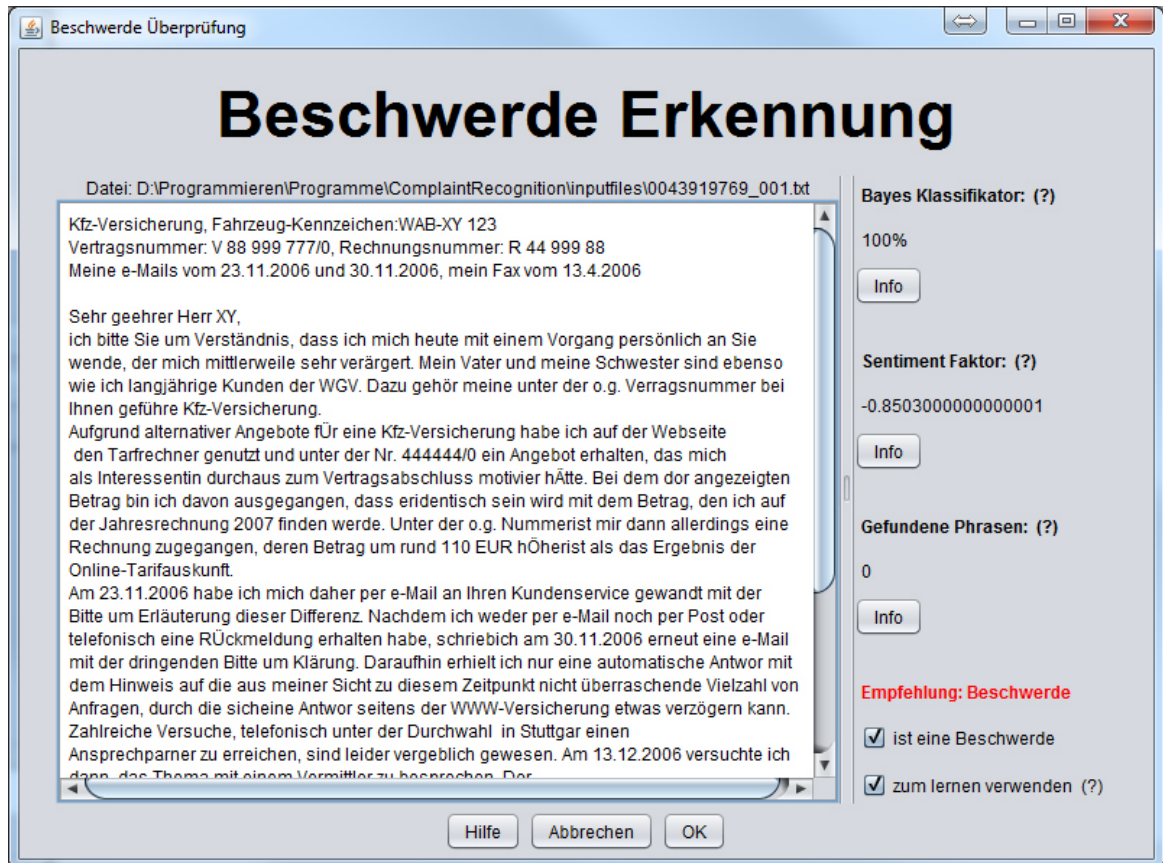 Beschwerde Überprüfung
Beschwerde Erkennung
Datei: D:\Programmieren\Programme\ComplaintRecognition\inputfiles\0043919769_001.txt
Kfz-Versicherung, Fahrzeug-Kennzeichen:WAB-XY 123
Vertragsnummer: V 88 999 777/0, Rechnungsnummer: R 44 999 88
Meine e-Mails vom 23.11.2006 und 30.11.2006, mein Fax vom 13.4.2006
Sehr geehrer Herr XY,
ich bitte Sie um Verständnis, dass ich mich heute mit einem Vorgang persönlich an Sie
wende, der mich mittlerweile sehr verärgert. Mein Vater und meine Schwester sind ebenso
wie ich langjährige Kunden der WGV. Dazu gehör meine unter der o.g. Verragsnummer bei
Ihnen geführe Kfz-Versicherung.
Aufgrund alternativer Angebote fÜr eine Kfz-Versicherung habe ich auf der Webseite
den Tarfrechner genutzt und unter der Nr. 444444/0 ein Angebot erhalten, das mich
als Interessentin durchaus zum Vertragsabschluss motivier hÄtte. Bei dem dor angezeigten
Betrag bin ich davon ausgegangen, dass eridentisch sein wird mit dem Betrag, den ich auf
der Jahresrechnung 2007 finden werde. Unter der o.g. Nummerist mir dann allerdings eine
Rechnung zugegangen, deren Betrag um rund 110 EUR hÖherist als das Ergebnis der
Online-Tarifauskunft.
Am 23.11.2006 habe ich mich daher per e-Mail an Ihren Kundenservice gewandt mit der
Bitte um Erläuterung dieser Differenz. Nachdem ich weder per e-Mail noch per Post oder
telefonisch eine RÜckmeldung erhalten habe, schriebich am 30.11.2006 erneut eine e-Mail
mit der dringenden Bitte um Klärung. Daraufhin erhielt ich nur eine automatische Antwor mit
dem Hinweis auf die aus meiner Sicht zu diesem Zeitpunkt nicht überraschende Vielzahl von
Anfragen, durch die sicheine Antwor seitens der WWW-Versicherung etwas verzögern kann.
Zahlreiche Versuche, telefonisch unter der Durchwahl  in Stuttgar einen
Ansprechparner zu erreichen, sind leider vergeblich gewesen. Am 13.12.2006 versuchte ich
dann, das Thema mit einem Vermittler zu besprechen. Der
Bayes Klassifikator: (?)
100%
Info
Sentiment Faktor: (?)
-0.8503000000000001
Info
Gefundene Phrasen: (?)
0
Info
Empfehlung: Beschwerde
ist eine Beschwerde
zum lernen verwenden (?)
Hilfe
Abbrechen
OK